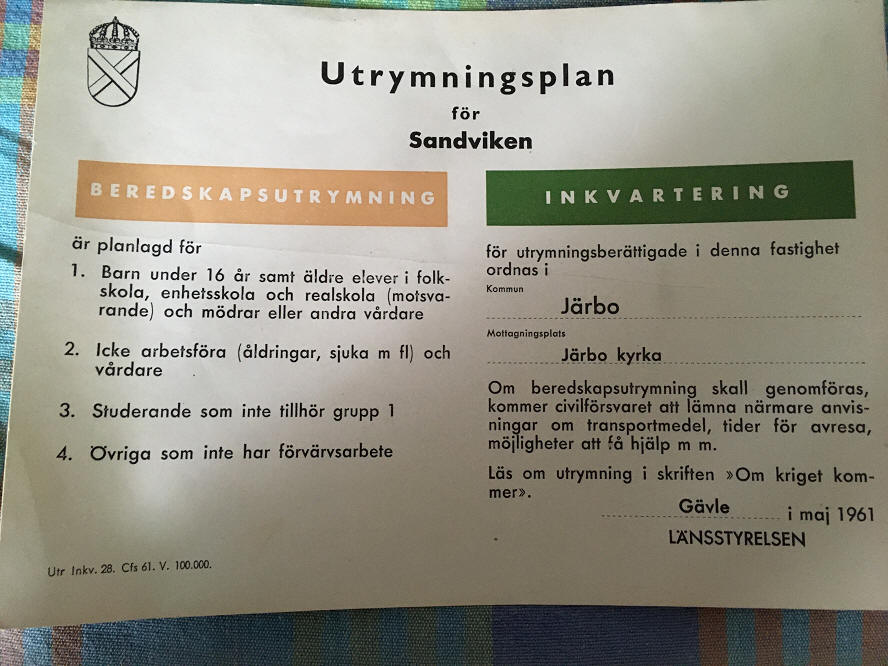 Utrymningsplan
för
Sandviken
BEREDSKAPSUTRYMNING
är planlagd för
1. Barn under 16 år samt äldre elever i folk-
skola, enhetsskola och realskola (motsva-
rande) och mödrar eller andra vårdare
2. Icke arbetsföra (åldringar, sjuka m fl) och
vårdare
3. Studerande som inte tillhör grupp 1
4. Övriga som inte har förvärvsarbete
INKVARTERING
för utrymningsberättigade i denna fastighet
ordnas i
Kommun
Järbo
Mottagningsplats
Järbo kyrka
Om beredskapsutrymning skall genomföras,
kommer civilförsvaret att lämna närmare anvis-
ningar om transportmedel, tider för avresa,
möjligheter att få hjälp m m.
Läs om utrymning i skriften »Om kriget kom-
mer».
Gävle i maj 1961
LÄNSSTYRELSEN
Utr Inkv. 28. Cfs 61. V. 100.000.